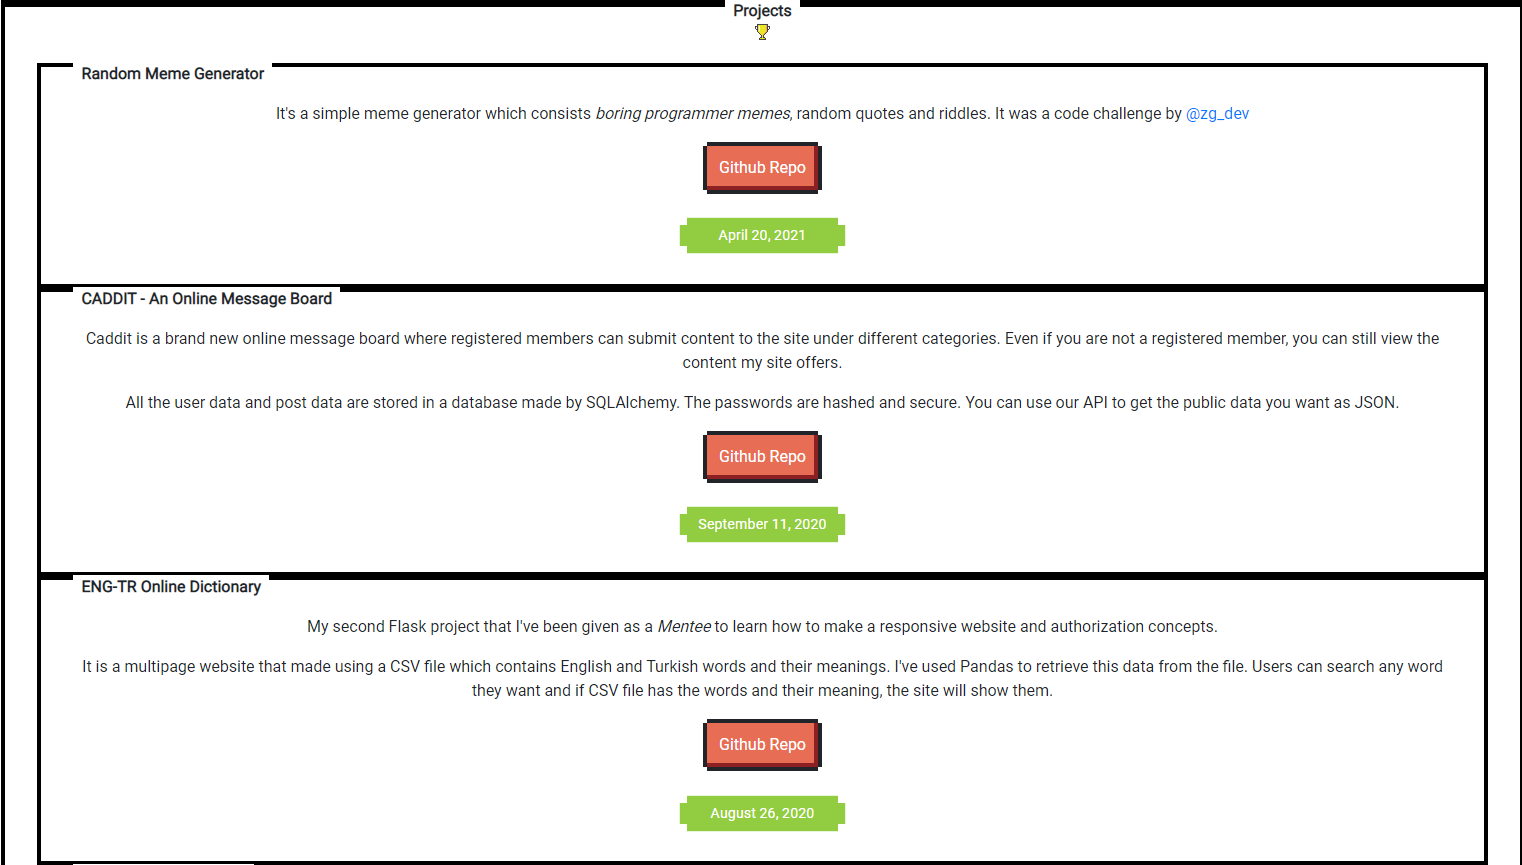 Projects
Random Meme Generator
It's a simple meme generator which consists boring programmer memes, random quotes and riddles. It was a code challenge by @zg_dev
Github Repo
April 20, 2021
CADDIT - An Online Message Board
Caddit is a brand new online message board where registered members can submit content to the site under different categories. Even if you are not a registered member, you can still view the
content my site offers.
All the user data and post data are stored in a database made by SQLAlchemy. The passwords are hashed and secure. You can use our API to get the public data you want as JSON.
Github Repo
September 11, 2020
ENG-TR Online Dictionary
My second Flask project that I've been given as a Mentee to learn how to make a responsive website and authorization concepts.
It is a multipage website that made using a CSV file which contains English and Turkish words and their meanings. I've used Pandas to retrieve this data from the file. Users can search any word
they want and if CSV file has the words and their meaning, the site will show them.
Github Repo
August 26, 2020